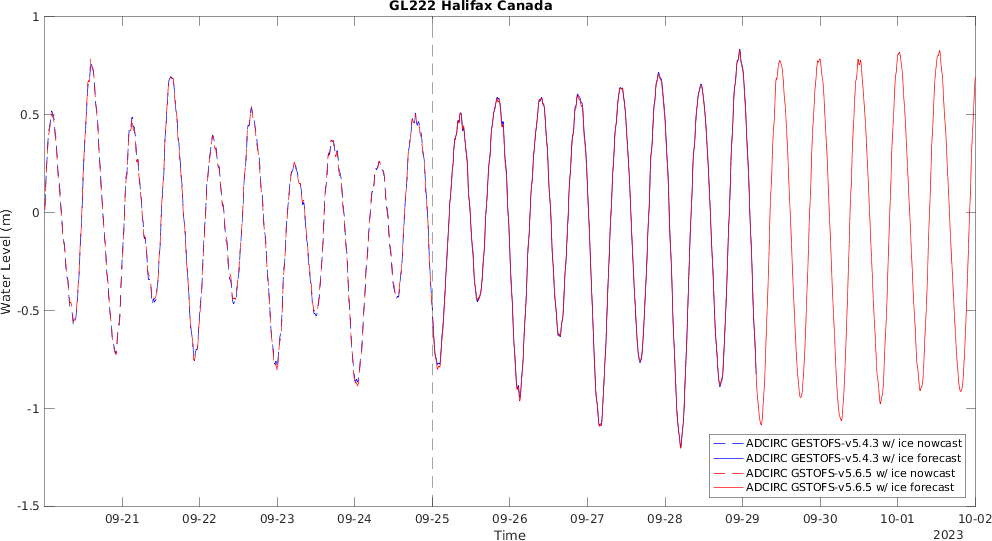 GL222 Halifax Canada
1
0.5
0
-0.5
-1
-1.5
Water Level (m)
ADCIRC GESTOFS-v5.4.3 w/ ice nowcast
ADCIRC GESTOFS-v5.4.3 w/ ice forecast
ADCIRC GSTOFS-v5.6.5 w/ ice nowcast
ADCIRC GSTOFS-v5.6.5 w/ ice forecast
09-21 09-22 09-23 09-24 09-25 09-26 09-27 09-28 09-29 09-30 10-01 10-02
Time
2023